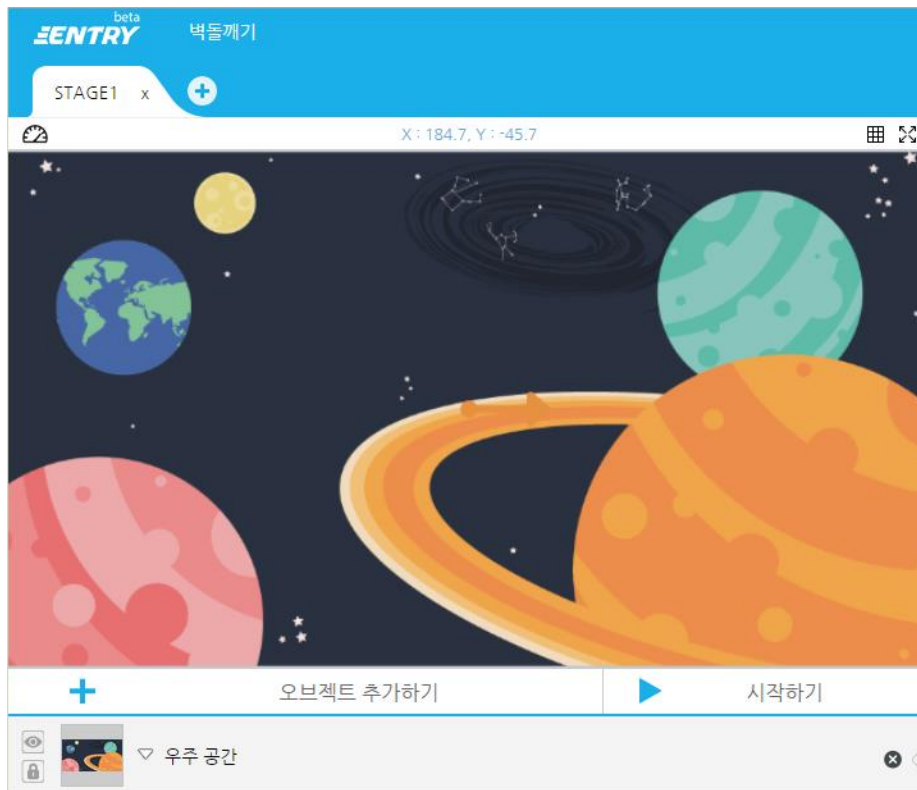 beta
ENTRY 벽돌깨기
STAGE1 x
X : 184.7, Y : -45.7
오브젝트 추가하기 시작하기
우주 공간